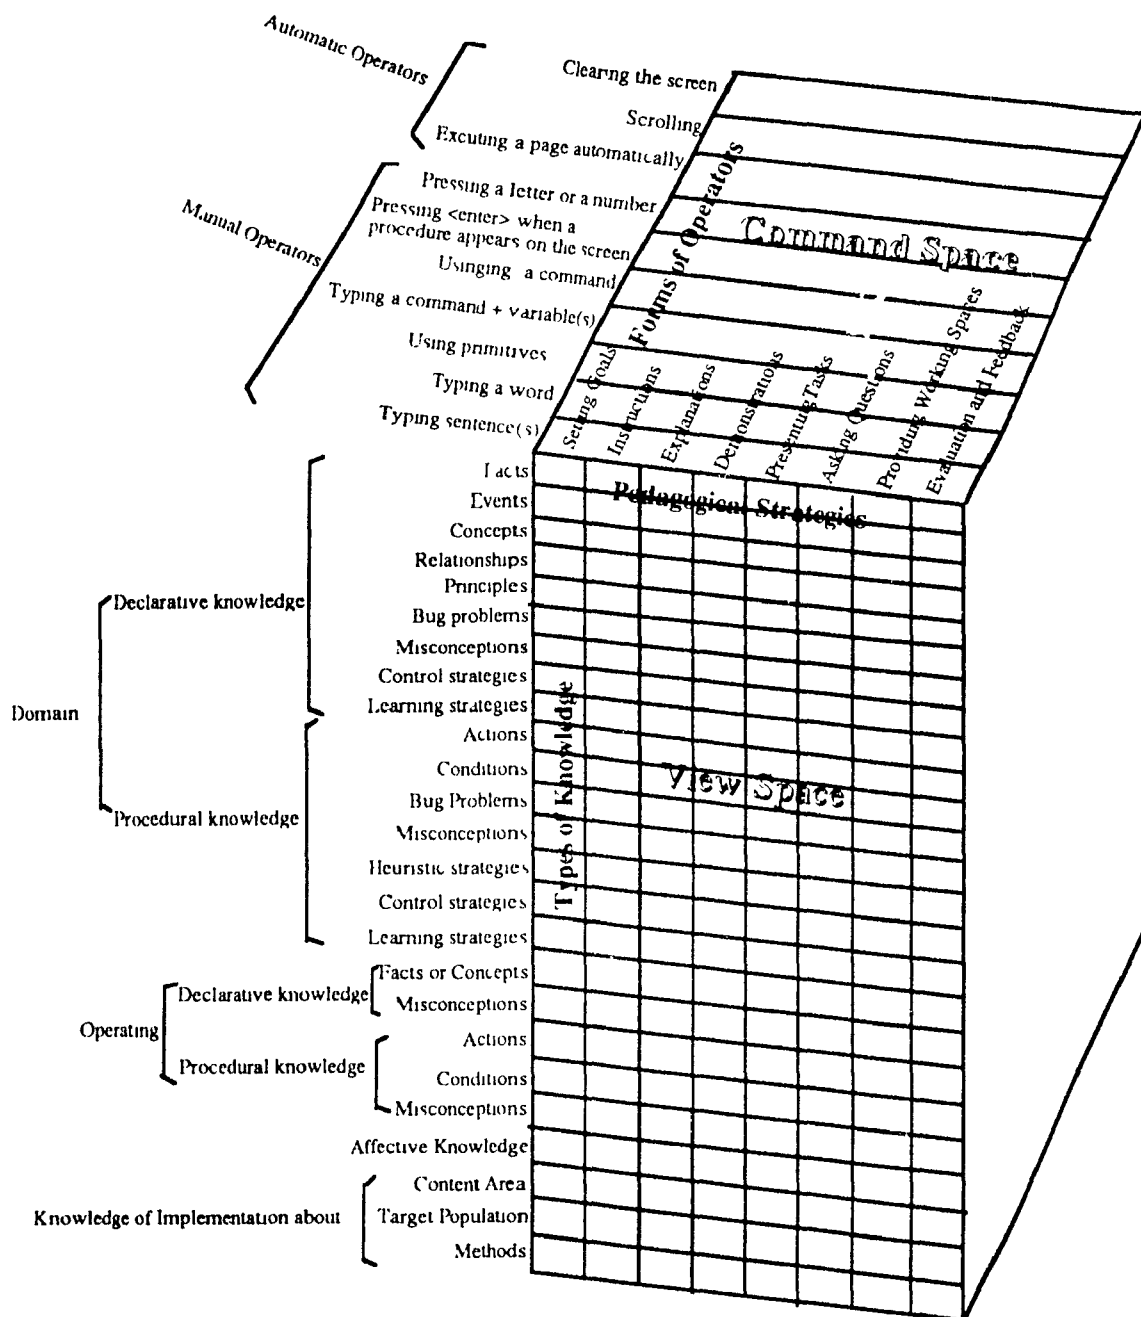 Automatic Operators
Clearing the screen
Scrolling
Excuting a page automatically
Manual Operators
Pressing a letter or a number
Pressing <enter> when a
procedure appears on the screen
Usinging a command
Typing a command + variable(s)
Using primitives
Typing a word
Typing sentence(s)
Forms of Operators
Command Space
Setting Goals
Instructions
Explanations
Demonstrations
Presenting Tasks
Asking Questions
Providing Working Spaces
Evaluation and Feedback
Pedagogical Strategies
Domain
Declarative knowledge
Facts
Events
Concepts
Relationships
Principles
Bug problems
Misconceptions
Control strategies
Learning strategies
Procedural knowledge
Actions
Conditions
Bug Problems
Misconceptions
Heuristic strategies
Control strategies
Learning strategies
Types of Knowledge
View Space
Operating
Declarative knowledge
Facts or Concepts
Misconceptions
Procedural knowledge
Actions
Conditions
Misconceptions
Affective Knowledge
Knowledge of Implementation about
Content Area
Target Population
Methods